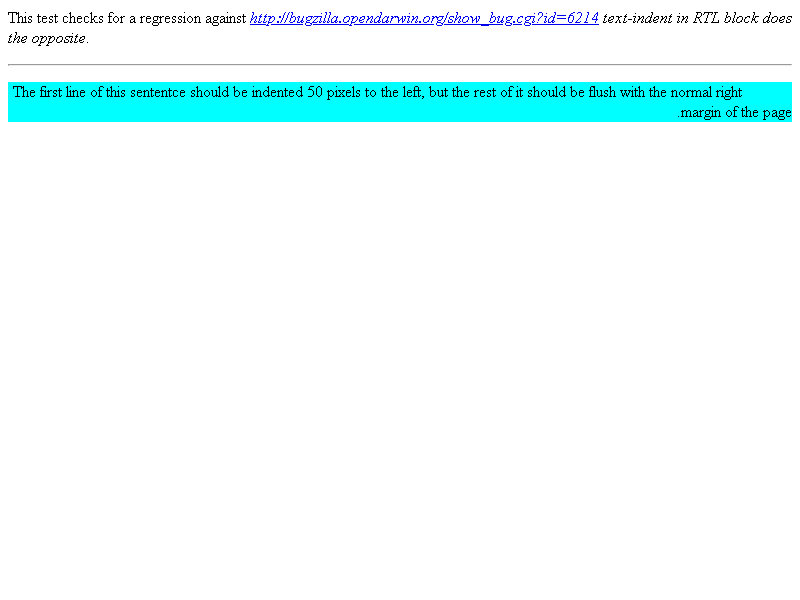 This test checks for a regression against http://bugzilla.opendarwin.org/show_bug.cgi?id=6214 text-indent in RTL block does
the opposite.
The first line of this sententce should be indented 50 pixels to the left, but the rest of it should be flush with the normal right
.margin of the page